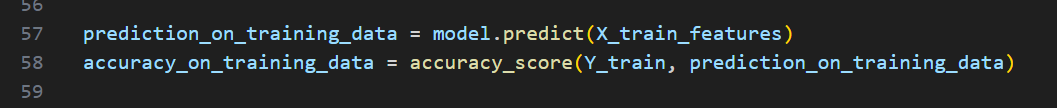 56
57 prediction_on_training_data = model.predict(X_train_features)
58 accuracy_on_training_data = accuracy_score(Y_train, prediction_on_training_data)
59